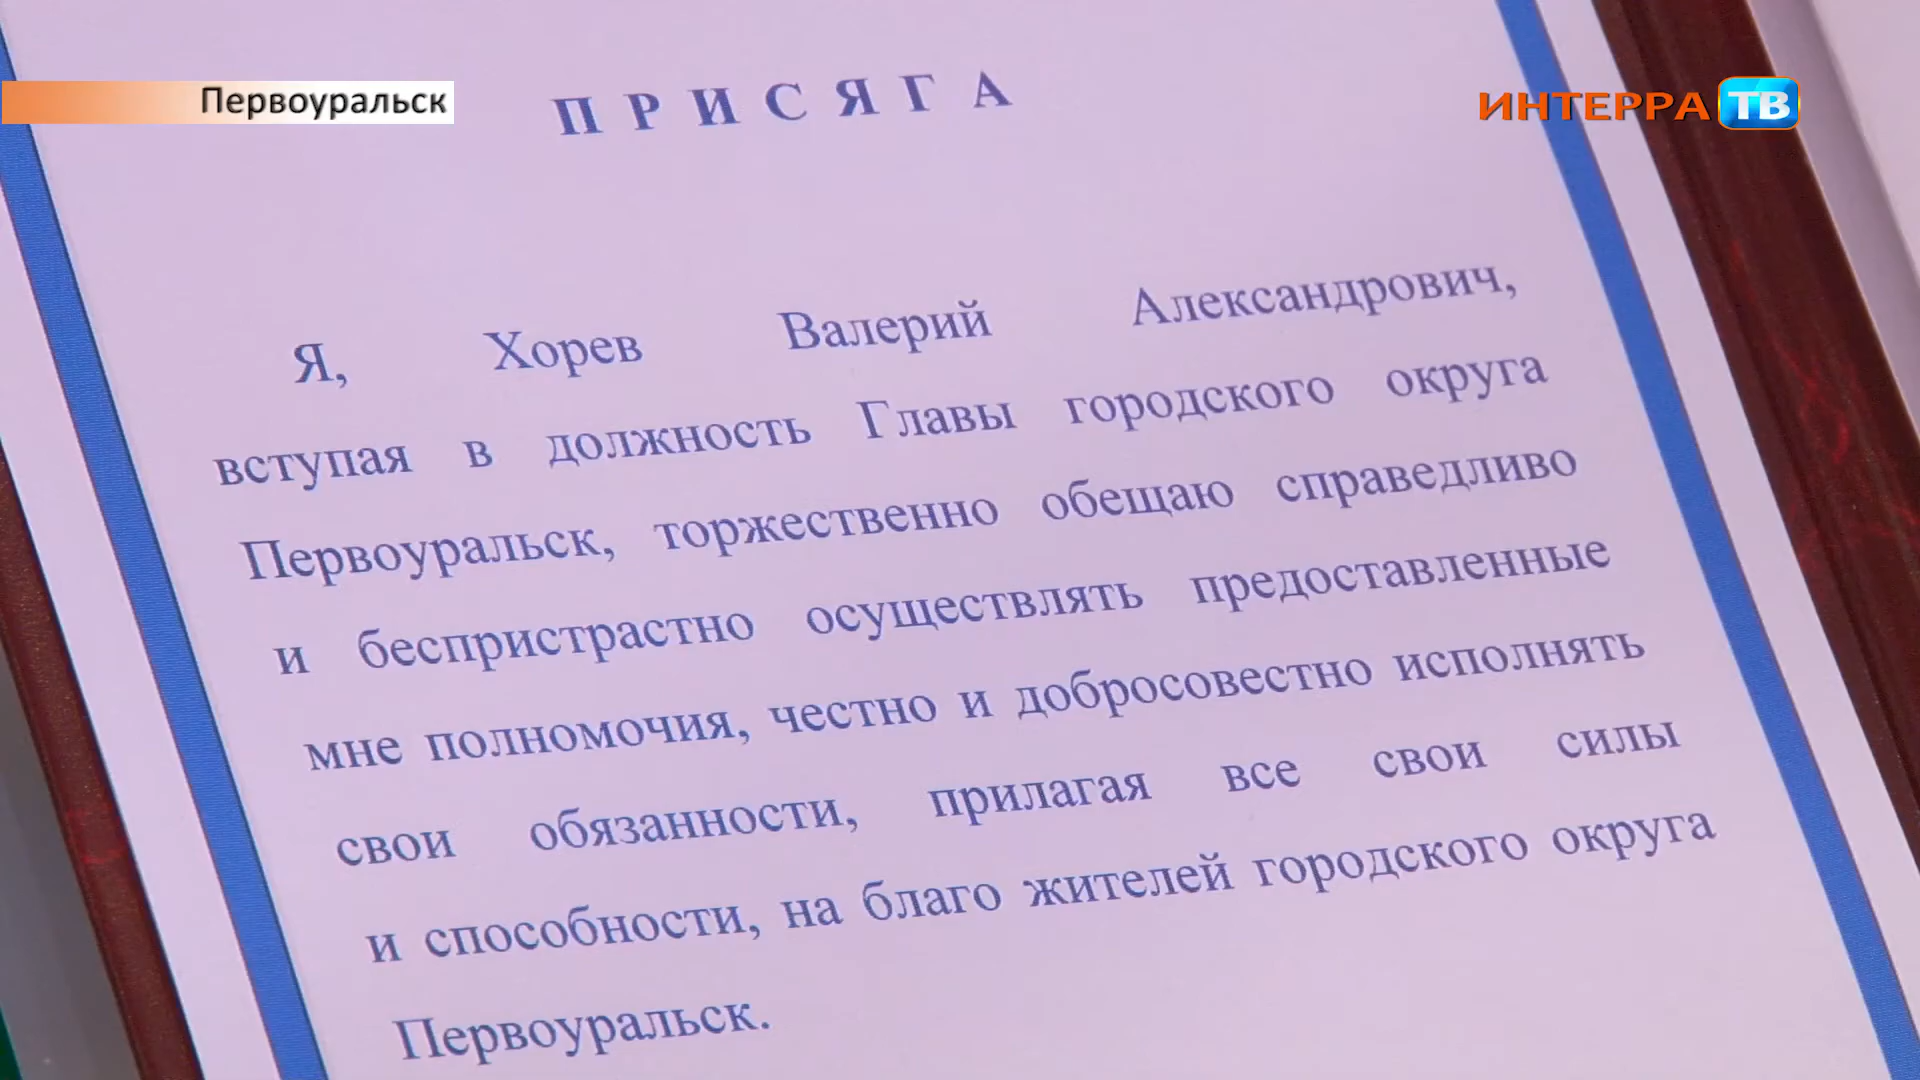 Первоуральск
ИНТЕРРА ТВ
ПРИСЯГА
Я, Хорев Валерий Александрович,
вступая в должность Главы городского округа
Первоуральск, торжественно обещаю справедливо
и беспристрастно осуществлять предоставленные
мне полномочия, честно и добросовестно исполнять
свои обязанности, прилагая все свои силы
и способности, на благо жителей городского округа
Первоуральск.